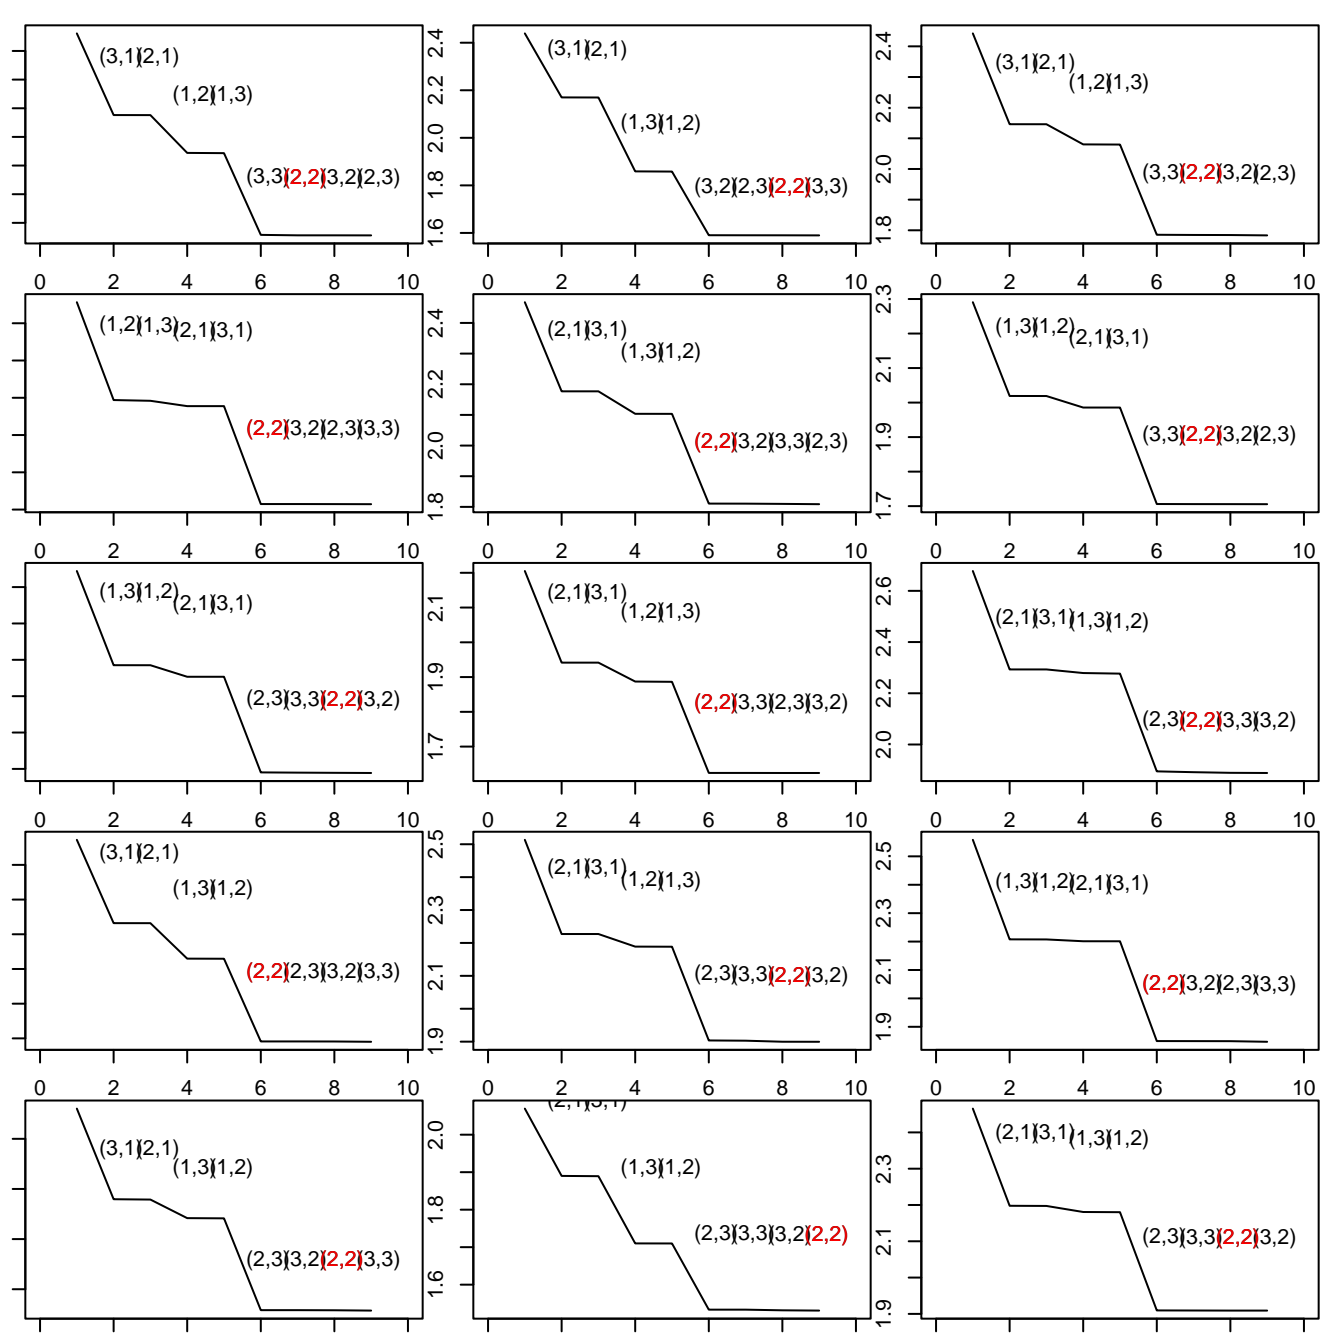 2.4 2.4
(3,1)(2,1) (3,1)(2,1) (3,1)(2,1)
(1,2)(1,3) 2.2 (1,2)(1,3)
2.2
2.0 (1,3)(1,2)
(3,3)(2,2)(3,2)(2,3) 1.8 (3,2)(2,3)(2,2)(3,3) 2.0 (3,3)(2,2)(3,2)(2,3)
1.6 1.8
0 2 4 6 8 10 0 2 4 6 8 10 0 2 4 6 8 10
2.4 2.3
(1,2)(1,3)(2,1)(3,1) (2,1)(3,1) (1,3)(1,2)
(1,3)(1,2) (2,1)(3,1)
2.2 2.1
(2,2)(3,2)(2,3)(3,3) 2.0 (2,2)(3,2)(3,3)(2,3) 1.9 (3,3)(2,2)(3,2)(2,3)
1.8 1.7
0 2 4 6 8 10 0 2 4 6 8 10 0 2 4 6 8 10
(1,3)(1,2) (2,1)(3,1) 2.6
(2,1)(3,1) 2.1 (1,2)(1,3) (2,1)(3,1)(1,3)(1,2)
2.4
1.9 2.2
(2,3)(3,3)(2,2)(3,2) (2,2)(3,3)(2,3)(3,2) (2,3)(2,2)(3,3)(3,2)
1.7 2.0
0 2 4 6 8 10 0 2 4 6 8 10 0 2 4 6 8 10
2.5 2.5
(3,1)(2,1) (2,1)(3,1)
(1,3)(1,2) (1,2)(1,3) (1,3)(1,2)(2,1)(3,1)
2.3 2.3
(2,2)(2,3)(3,2)(3,3) 2.1 (2,3)(3,3)(2,2)(3,2) 2.1 (2,2)(3,2)(2,3)(3,3)
1.9 1.9
0 2 4 6 8 10 0 2 4 6 8 10 0 2 4 6 8 10
(2,1)(3,1)
2.0
(3,1)(2,1) (2,1)(3,1)(1,3)(1,2)
(1,3)(1,2) (1,3)(1,2) 2.3
1.8
(2,3)(3,2)(2,2)(3,3) (2,3)(3,3)(3,2)(2,2) 2.1 (2,3)(3,3)(2,2)(3,2)
1.6 1.9